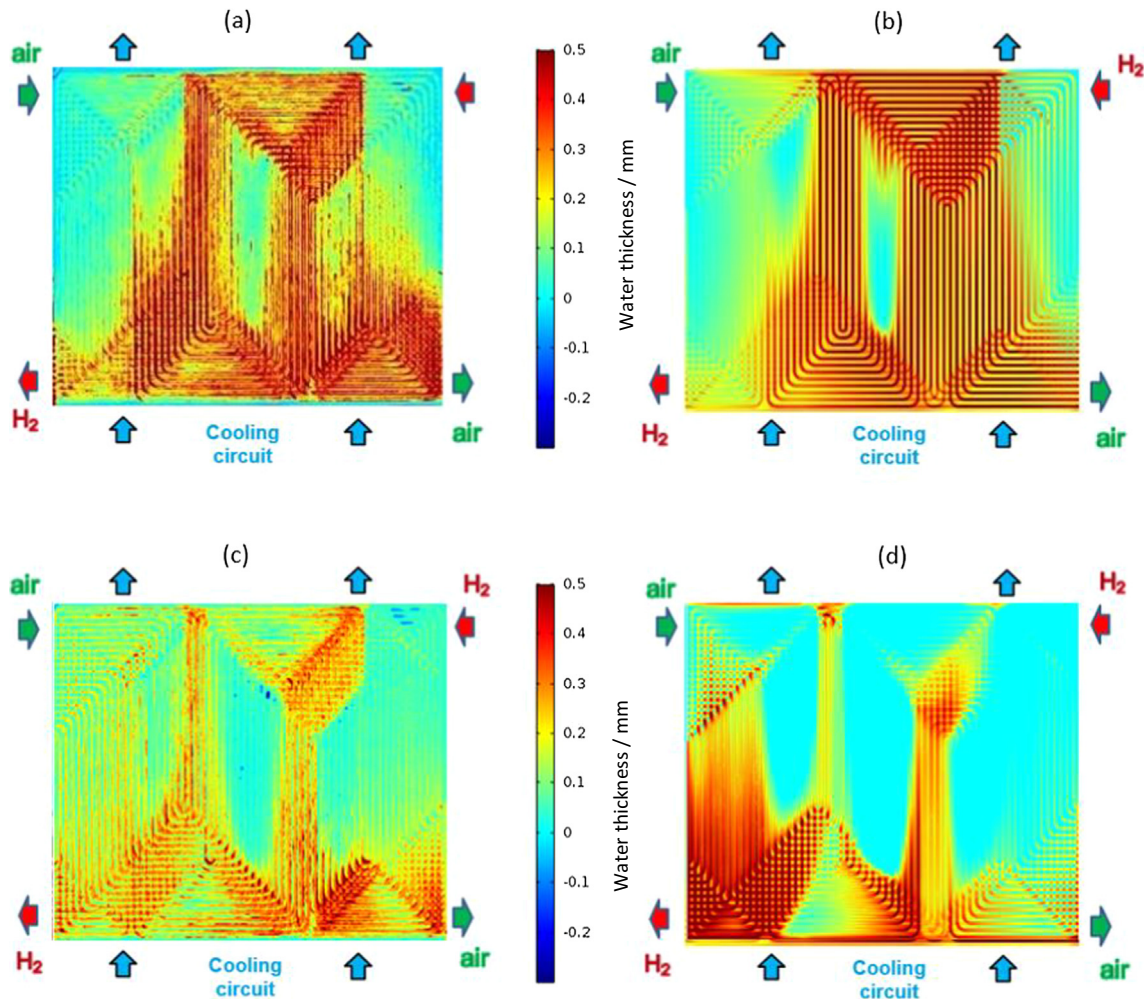 (a)
(b)
air
air
H2
0.5
0.4
0.3
0.2
0.1
0
-0.1
-0.2
Water thickness / mm
H2
air
H2
air
Cooling
circuit
Cooling
circuit
(c)
(d)
air
H2
air
H2
0.5
0.4
0.3
0.2
0.1
0
-0.1
-0.2
Water thickness / mm
H2
air
H2
air
Cooling
circuit
Cooling
circuit